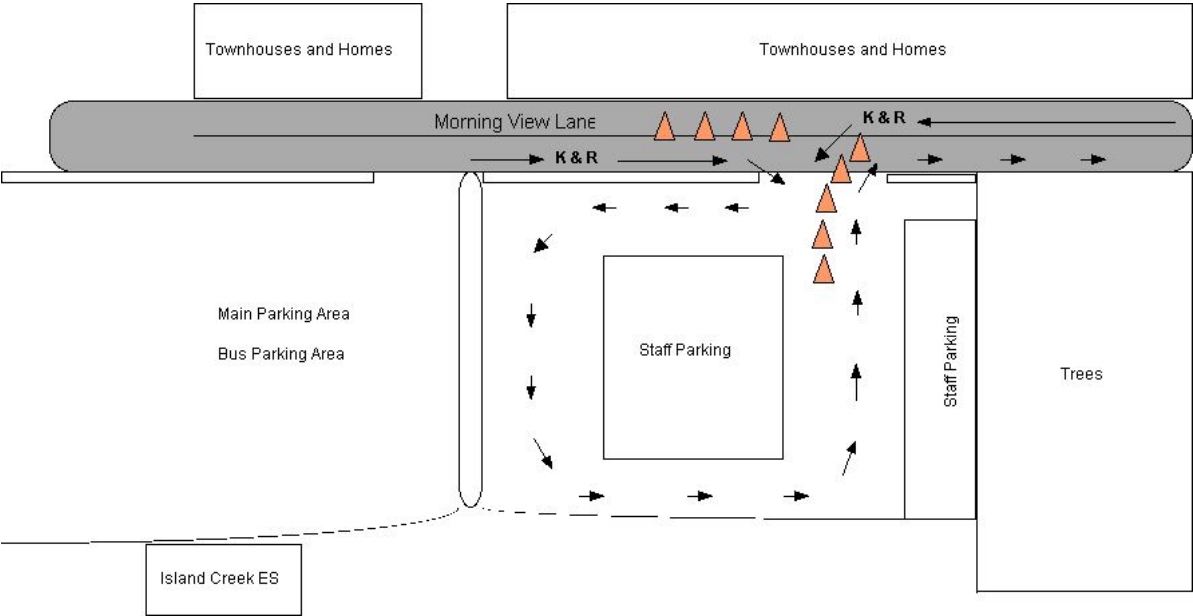 Townhouses and Homes
Townhouses and Homes
Morning View Lane
K & R
K & R
Main Parking Area
Bus Parking Area
Staff Parking
Staff Parking
Trees
Island Creek ES